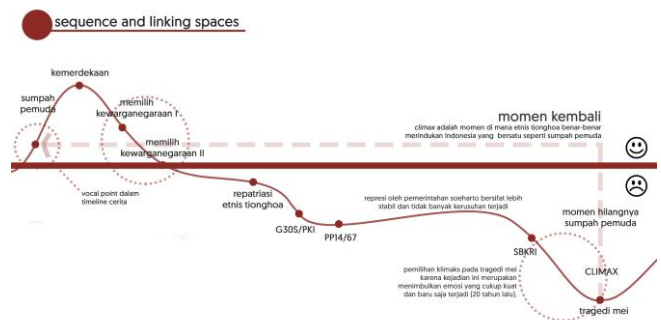 sequence and linking spaces
kemerdekaan
sumpah
pemuda
memilih
kewarganegaraan I
memilih
kewarganegaraan II
momen kembali
climax adalah momen di mana etnis tionghoa benar-benar
merindukan Indonesia yang bersatu seperti sumpah pemuda
vocal point dalam
timeline cerita
repatriasi
etnis tionghoa
G30S/PKI
PP14/67
represi oleh pemerintahan soeharto bersifat lebih
stabil dan tidak banyak kerusuhan terjadi
momen hilangnya
sumpah pemuda
SBKRI
pemilihan klimaks pada tragedi mei
karena kejadian ini merupakan
menimbulkan emosi yang cukup kuat
dan baru saja terjadi (20 tahun lalu).
CLIMAX
tragedi mei